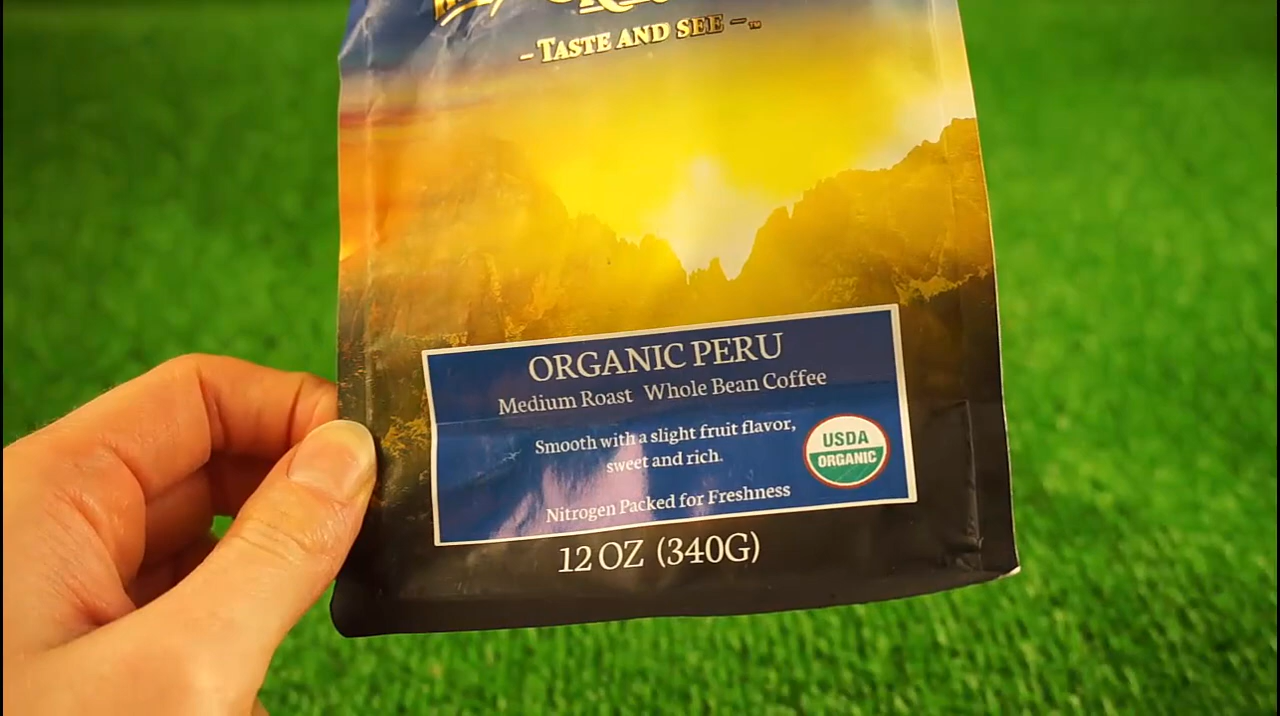 - TASTE AND SEE -™
ORGANIC PERU
Medium Roast Whole Bean Coffee
Smooth with a slight fruit flavor,
sweet and rich.
USDA
ORGANIC
Nitrogen Packed for Freshness
12 OZ (340G)